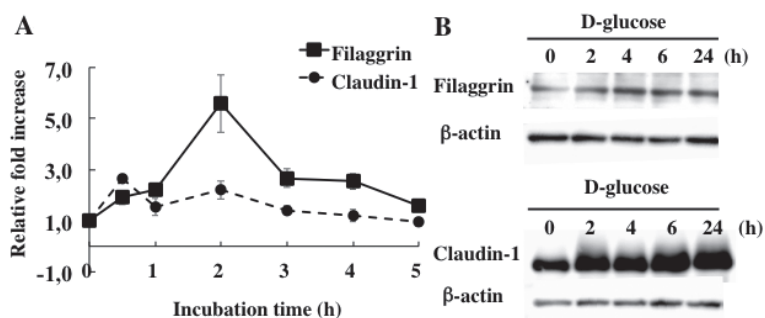 A
Filaggrin
Claudin-1
Relative fold increase
7,0
5,0
3,0
1,0
-1,0
0 1 2 3 4 5
Incubation time (h)
B
D-glucose
0 2 4 6 24 (h)
Filaggrin
β-actin
D-glucose
0 2 4 6 24 (h)
Claudin-1
β-actin